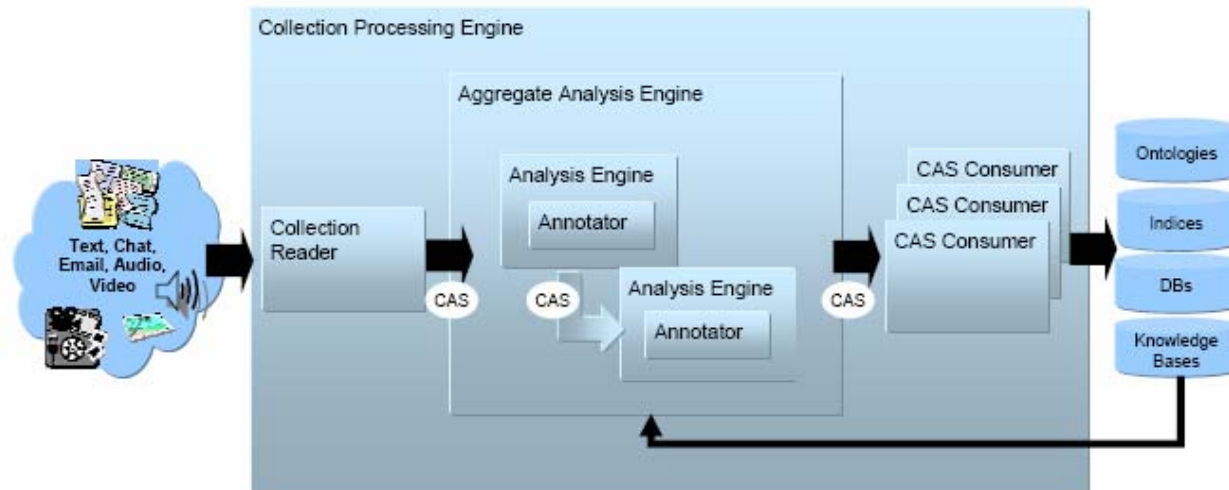 Collection Processing Engine
Aggregate Analysis Engine
Text, Chat,
Email, Audio,
Video
Collection
Reader
CAS
Analysis Engine
Annotator
CAS
Analysis Engine
Annotator
CAS
CAS Consumer
CAS Consumer
CAS Consumer
Ontologies
Indices
DBs
Knowledge
Bases